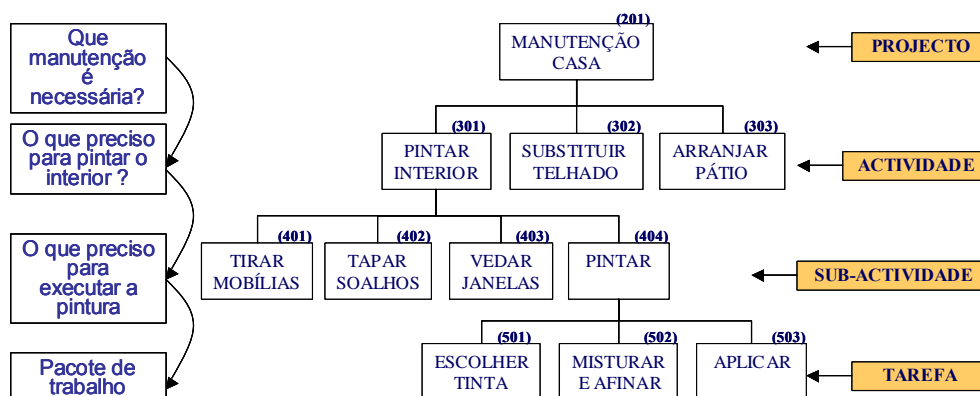 Que
manutenção
é
necessária?
(201)
MANUTENÇÃO
CASA
PROJECTO
O que preciso
para pintar o
interior ?
(301)
PINTAR
INTERIOR
(302)
SUBSTITUIR
TELHADO
(303)
ARRANJAR
PÁTIO
ACTIVIDADE
O que preciso
para
executar a
pintura
(401)
TIRAR
MOBÍLIAS
(402)
TAPAR
SOALHOS
(403)
VEDAR
JANELAS
(404)
PINTAR
SUB-ACTIVIDADE
Pacote de
trabalho
(501)
ESCOLHER
TINTA
(502)
MISTURAR
E AFINAR
(503)
APLICAR
TAREFA